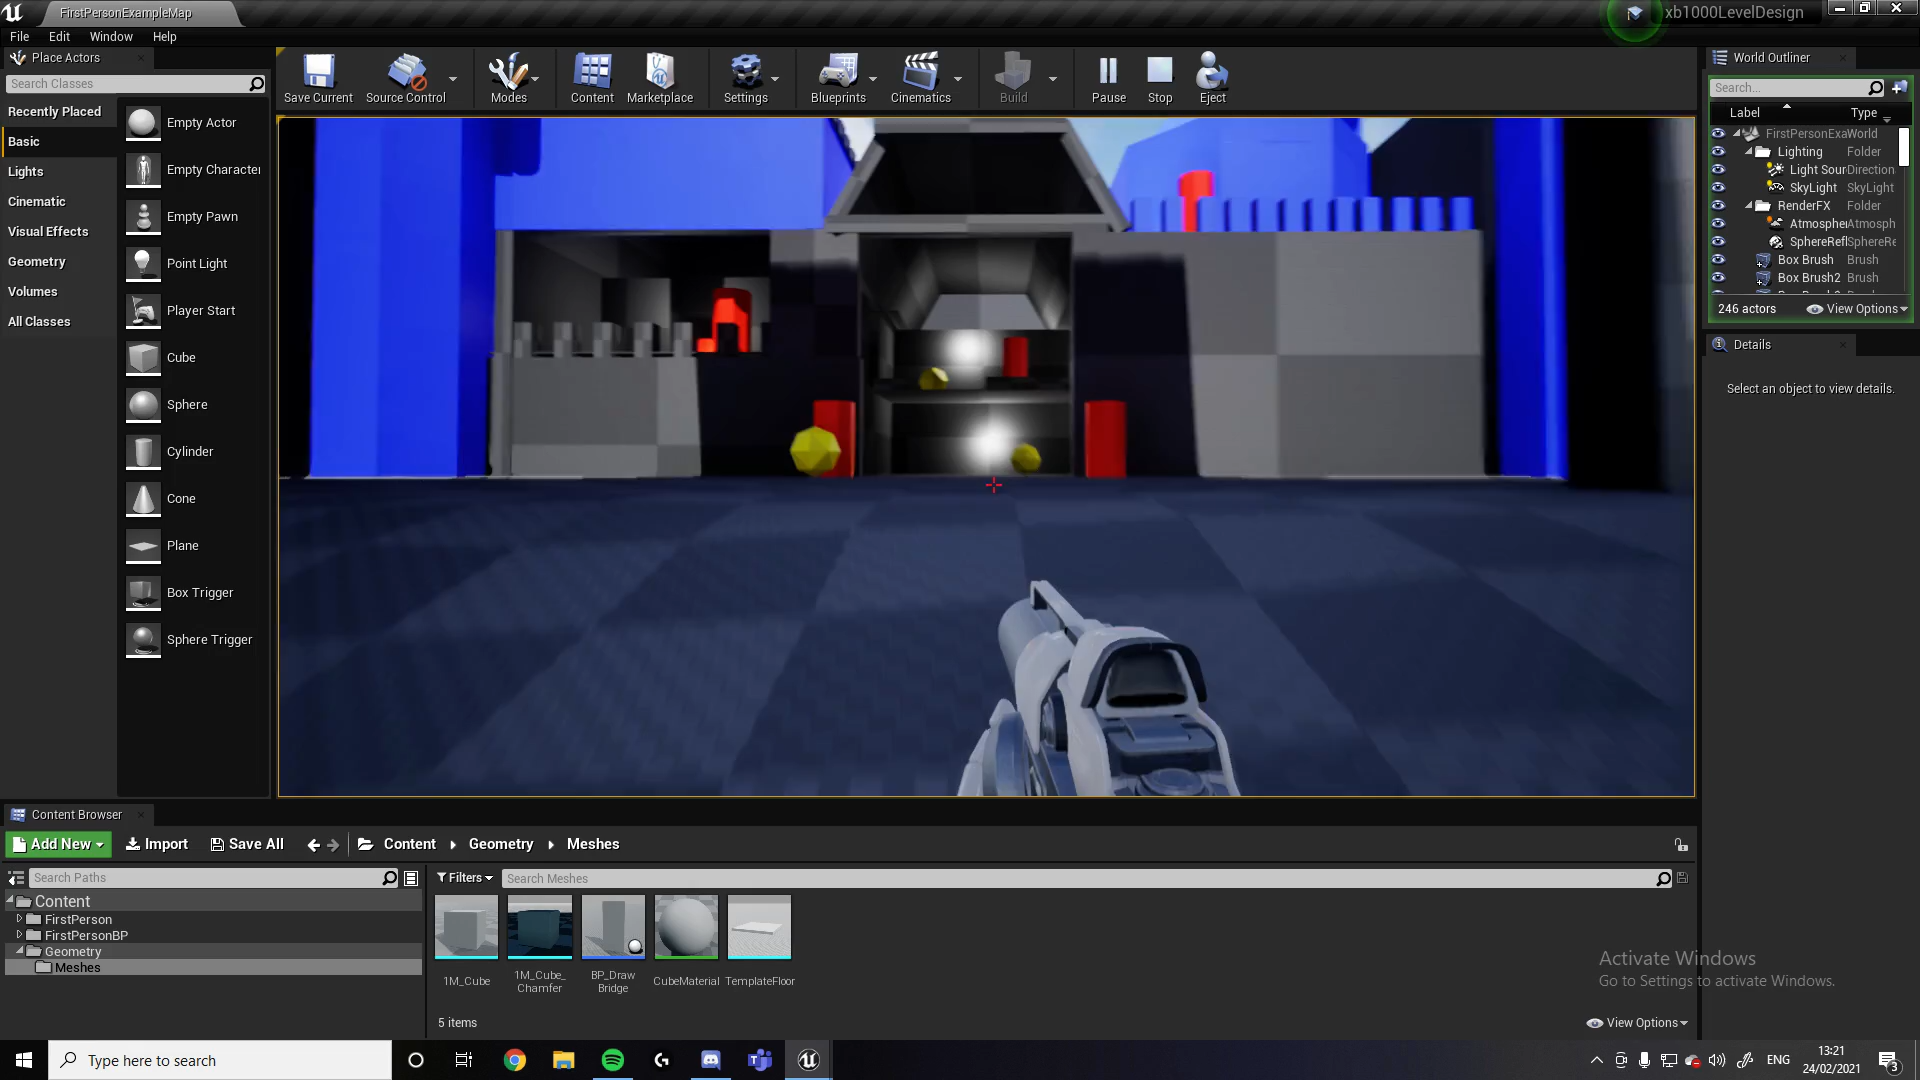 FirstPersonExampleMap
xb1000LevelDesign
File Edit Window Help
Place Actors
Search Classes
Recently Placed
Basic
Lights
Cinematic
Visual Effects
Geometry
Volumes
All Classes
Empty Actor
Empty Character
Empty Pawn
Point Light
Player Start
Cube
Sphere
Cylinder
Cone
Plane
Box Trigger
Sphere Trigger
Save Current
Source Control
Modes
Content
Marketplace
Settings
Blueprints
Cinematics
Build
Pause
Stop
Eject
World Outliner
Search...
Label Type
FirstPersonExa World
Lighting Folder
Light Sour Direction
SkyLight SkyLight
RenderFX Folder
Atmosphe Atmosph
SphereRefl SphereRe
Box Brush Brush
Box Brush2 Brush
246 actors View Options
Details
Select an object to view details.
Content Browser
Add New Import Save All Content Geometry Meshes
Search Paths
Content
FirstPerson
FirstPersonBP
Geometry
Meshes
Filters Search Meshes
1M_Cube
1M_Cube_
Chamfer
BP_Draw
Bridge
CubeMaterial
TemplateFloor
5 items
View Options
Activate Windows
Go to Settings to activate Windows.
Type here to search
ENG
13:21
24/02/2021
3